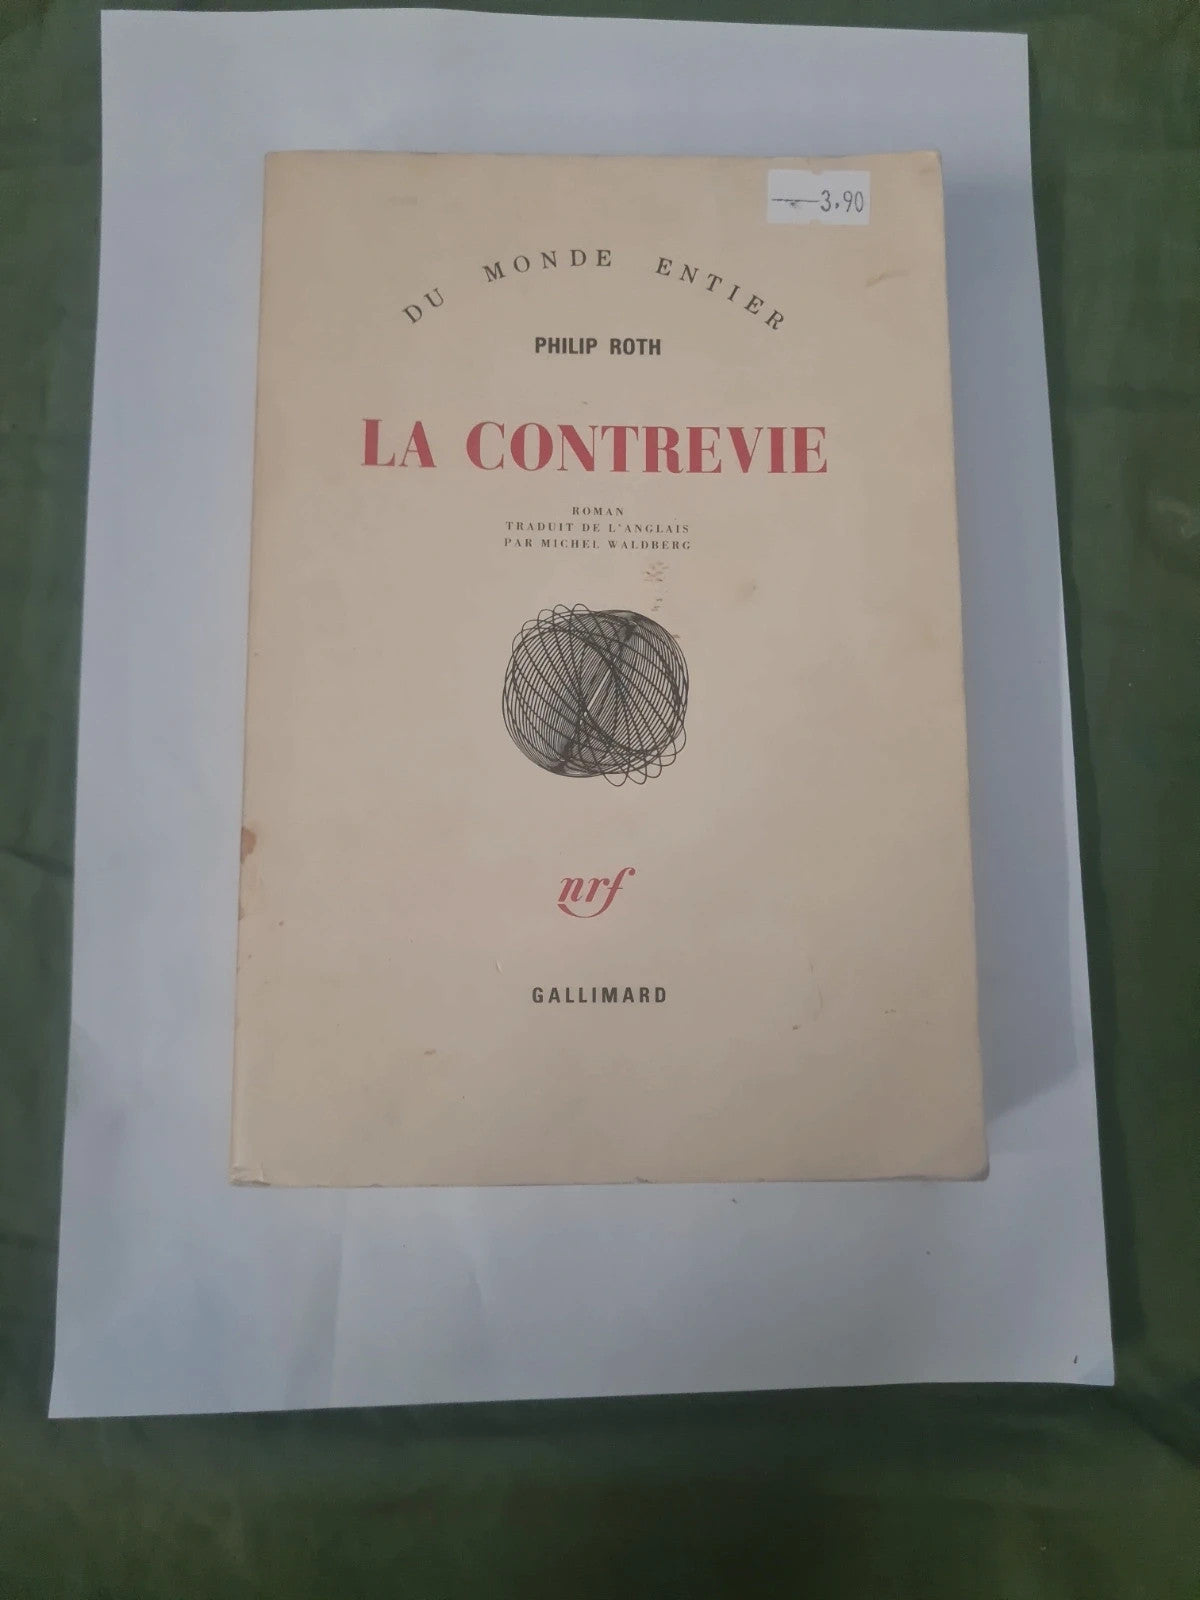 3.90
DU MONDE ENTIER
PHILIP ROTH
LA CONTREVIE
ROMAN
TRADUIT DE L'ANGLAIS
PAR MICHEL WALDBERG
nrf
GALLIMARD